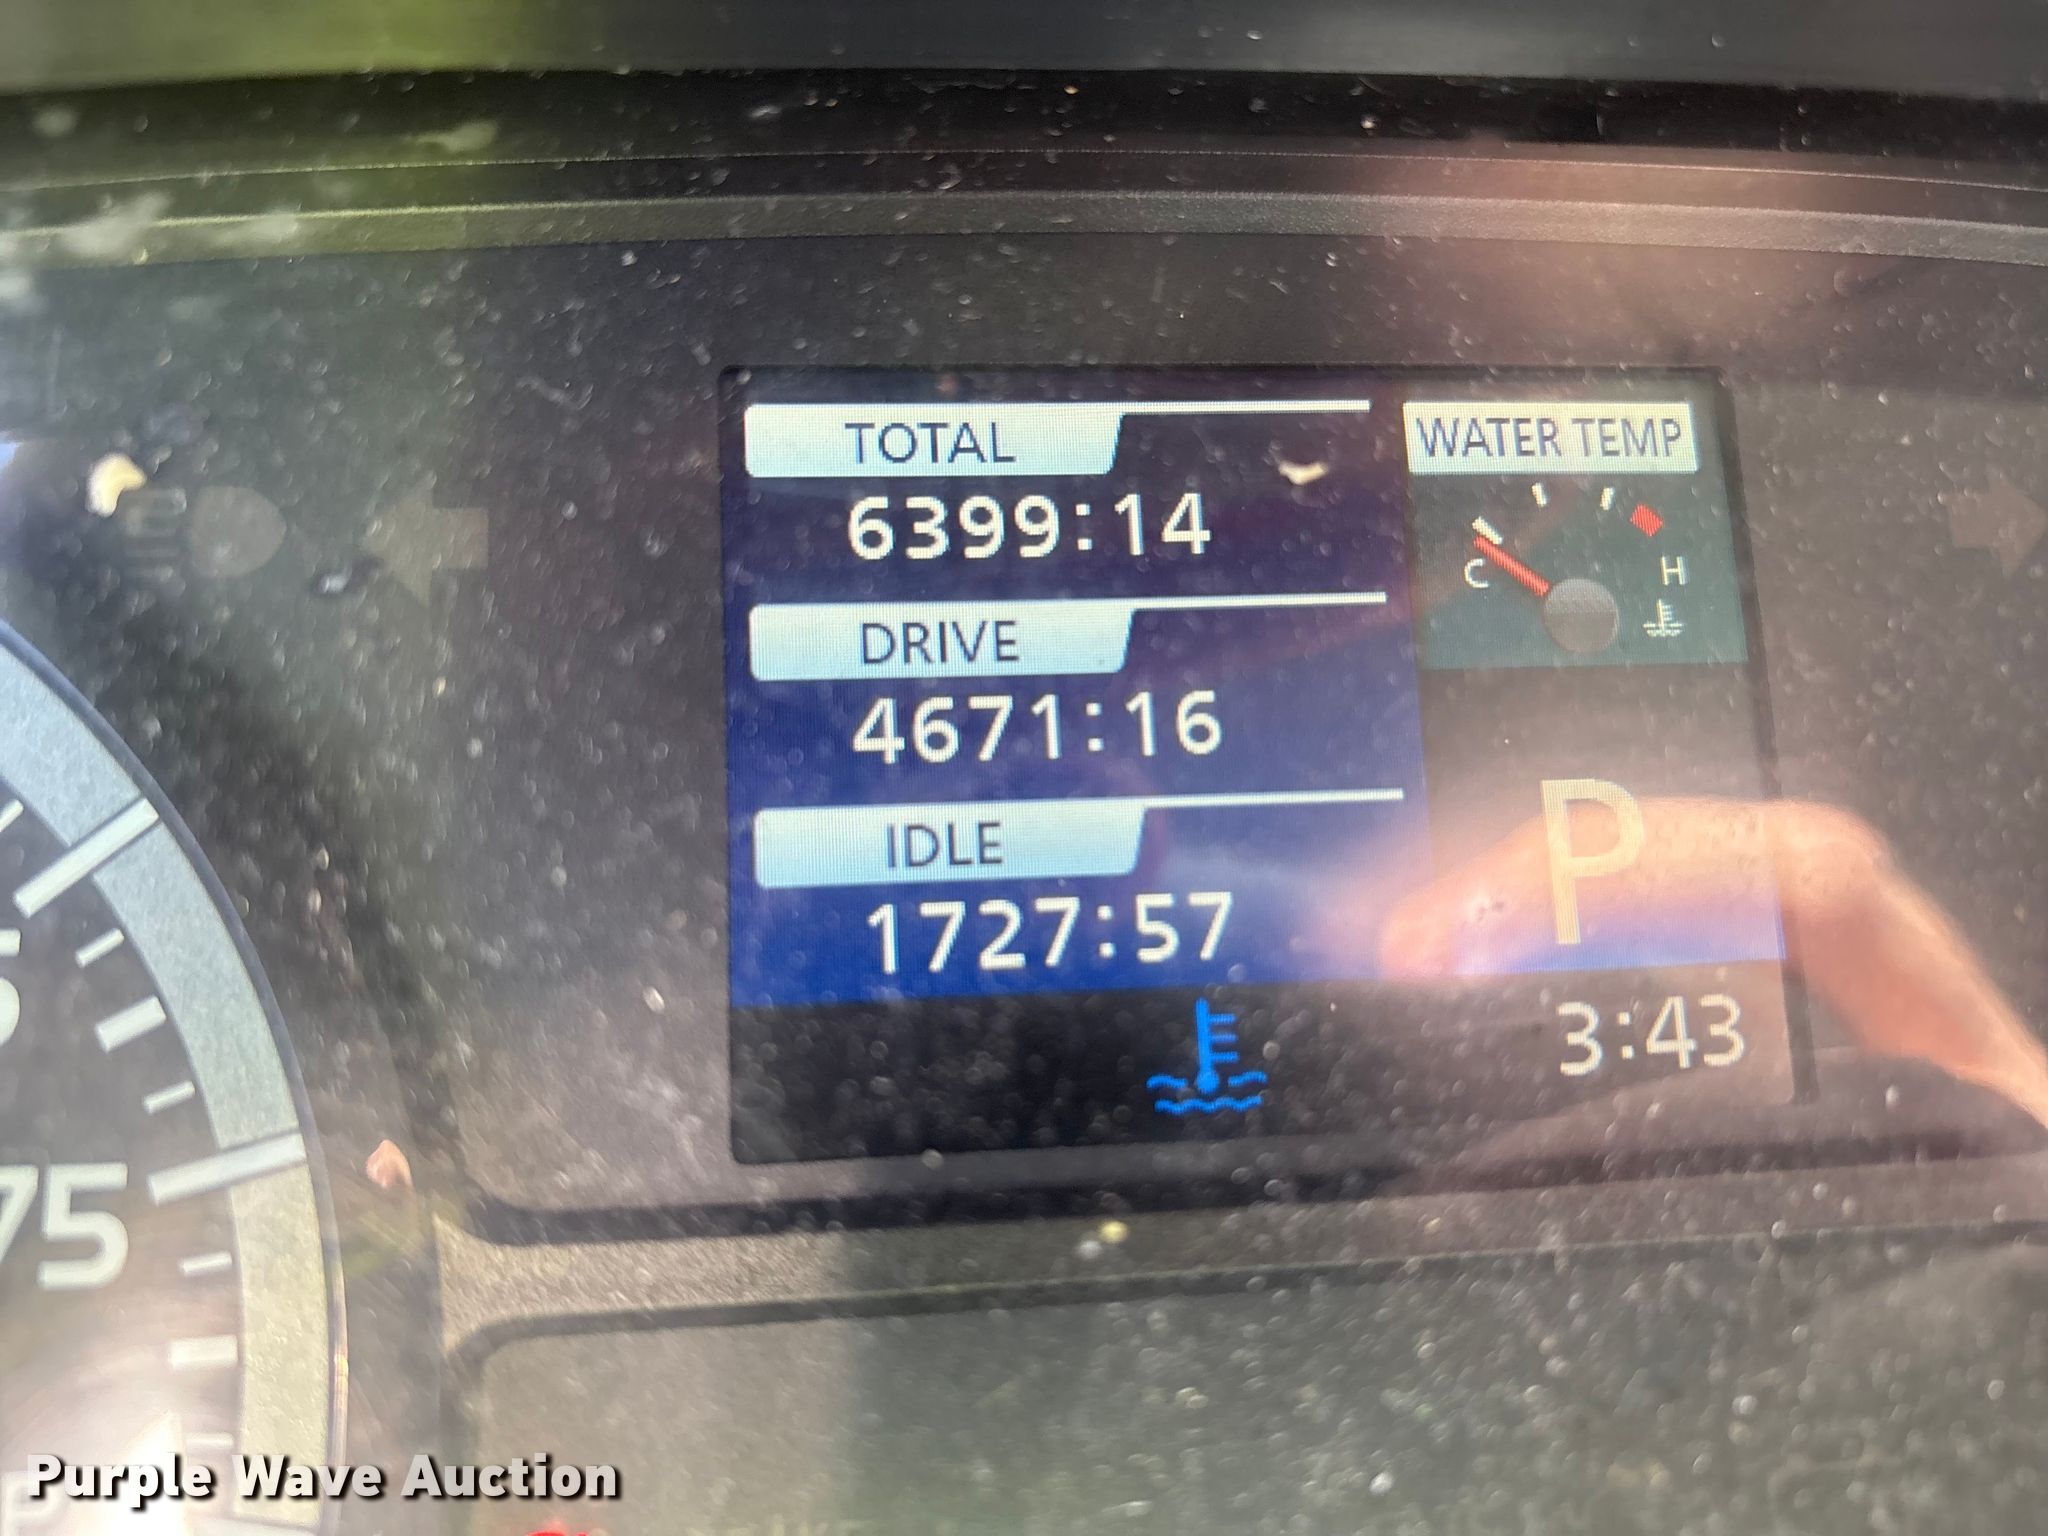 TOTAL
6399:14
DRIVE
4671:16
IDLE
1727:57
WATER TEMP
C
H
P
3:43
75
Purple Wave Auction